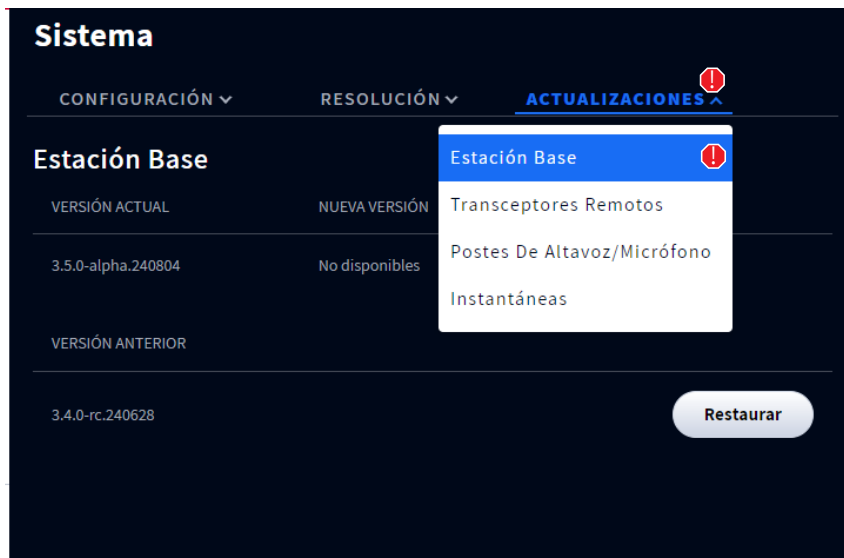 Sistema
CONFIGURACIÓN RESOLUCIÓN ACTUALIZACIONES
Estación Base
VERSIÓN ACTUAL NUEVA VERSIÓN
3.5.0-alpha.240804 No disponibles
Estación Base
Transceptores Remotos
Postes De Altavoz/Micrófono
Instantáneas
VERSIÓN ANTERIOR
3.4.0-rc.240628 Restaurar